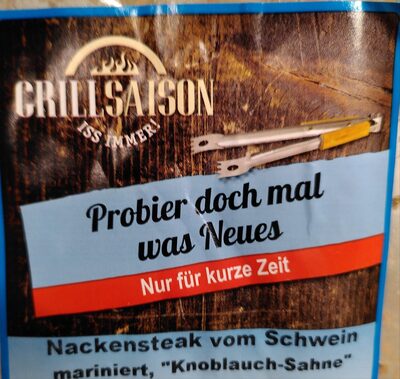 GRILLSAISON
ISS IMMER!
Probier doch mal
was Neues
Nur für kurze Zeit
Nackensteak vom Schwein
mariniert, "Knoblauch-Sahne"